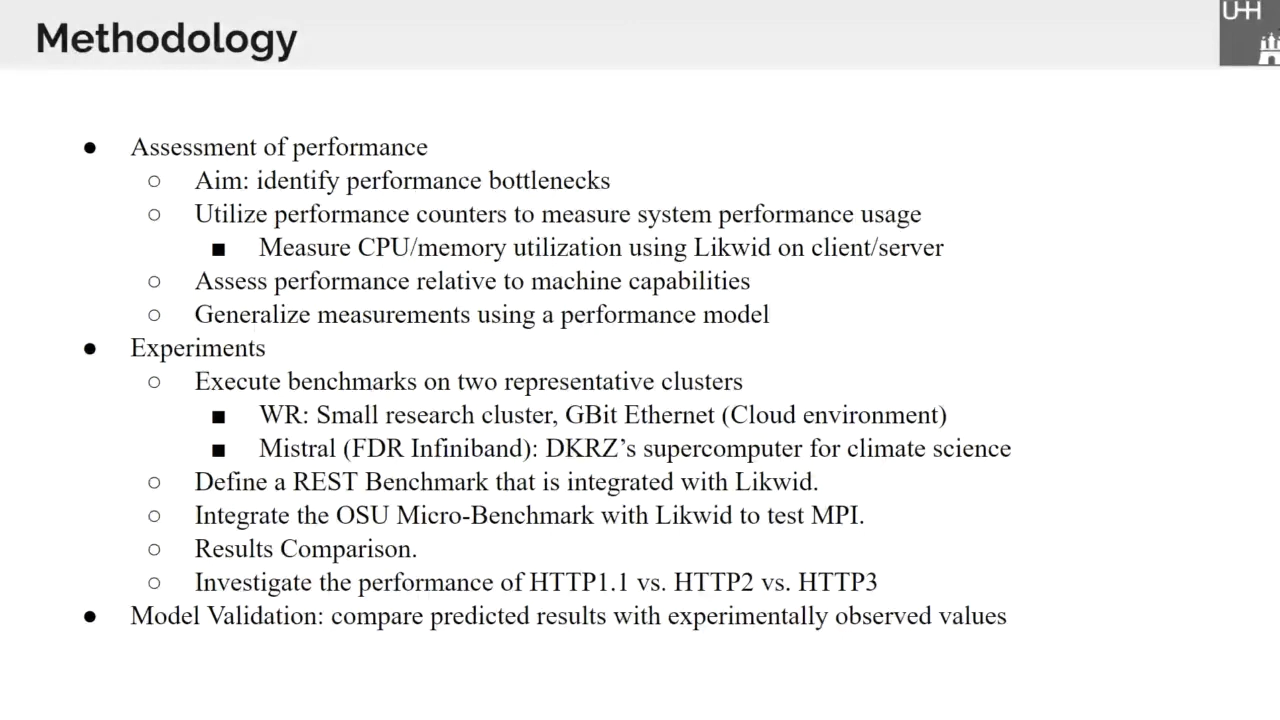 Methodology
UHH
● Assessment of performance
○ Aim: identify performance bottlenecks
○ Utilize performance counters to measure system performance usage
■ Measure CPU/memory utilization using Likwid on client/server
○ Assess performance relative to machine capabilities
○ Generalize measurements using a performance model
● Experiments
○ Execute benchmarks on two representative clusters
■ WR: Small research cluster, GBit Ethernet (Cloud environment)
■ Mistral (FDR Infiniband): DKRZ’s supercomputer for climate science
○ Define a REST Benchmark that is integrated with Likwid.
○ Integrate the OSU Micro-Benchmark with Likwid to test MPI.
○ Results Comparison.
○ Investigate the performance of HTTP1.1 vs. HTTP2 vs. HTTP3
● Model Validation: compare predicted results with experimentally observed values